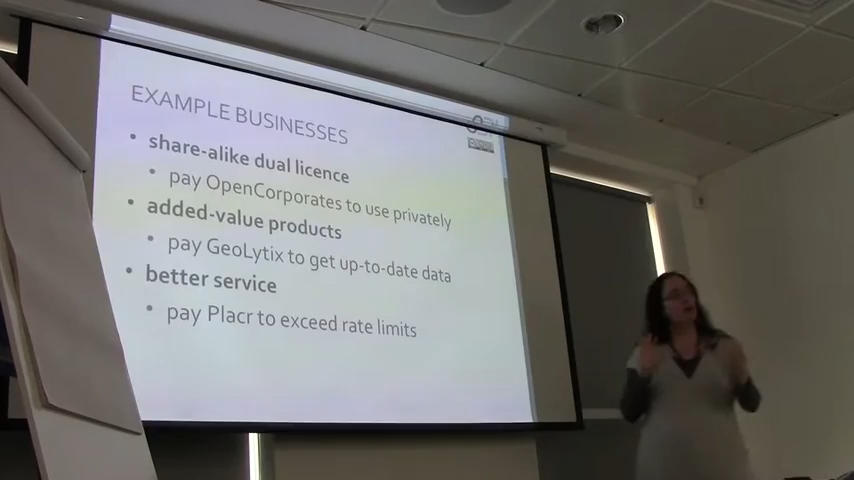 EXAMPLE BUSINESSES
• share-alike dual licence
• pay OpenCorporates to use privately
• added-value products
• pay GeoLytix to get up-to-date data
• better service
• pay Placr to exceed rate limits